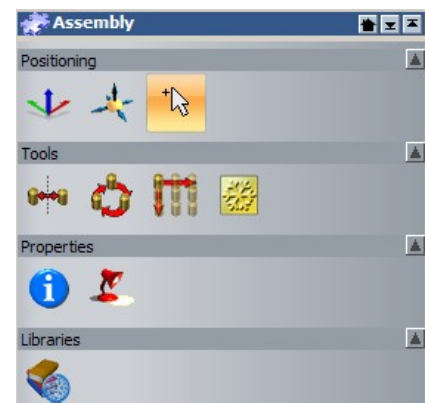 Assembly
Positioning
Tools
Properties
Libraries